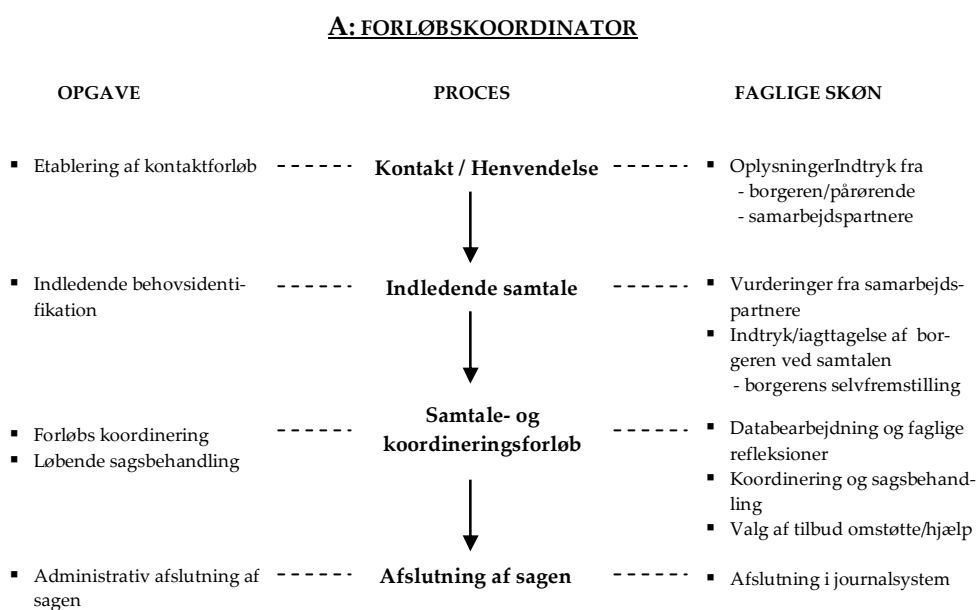 A: FORLØBSKOORDINATOR
OPGAVE
PROCES
FAGLIGE SKØN
▪ Etablering af kontaktforløb
Kontakt / Henvendelse
▪ OplysningerIndtryk fra
- borgeren/pårørende
- samarbejdspartnere
▪ Indledende behovsidenti-
fikation
Indledende samtale
▪ Vurderinger fra samarbejds-
partnere
▪ Indtryk/iagttagelse af bor-
geren ved samtalen
- borgerens selvfremstilling
▪ Forløbs koordinering
▪ Løbende sagsbehandling
Samtale- og
koordineringsforløb
▪ Databearbejdning og faglige
refleksioner
▪ Koordinering og sagsbehand-
ling
▪ Valg af tilbud omstøtte/hjælp
▪ Administrativ afslutning af
sagen
Afslutning af sagen
▪ Afslutning i journalsystem